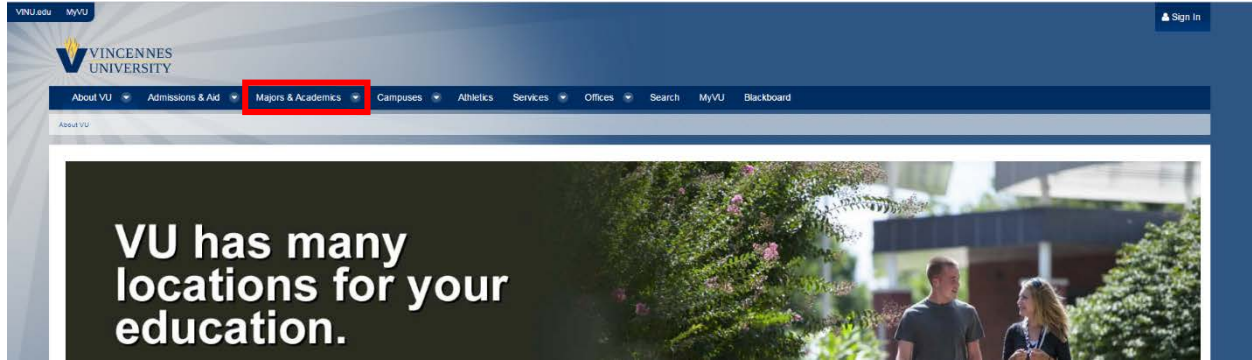 VINU.edu MyVU
Sign In
VINCENNES
UNIVERSITY
About VU Admissions & Aid Majors & Academics Campuses Athletics Services Offices Search MyVU Blackboard
About VU
VU has many
locations for your
education.